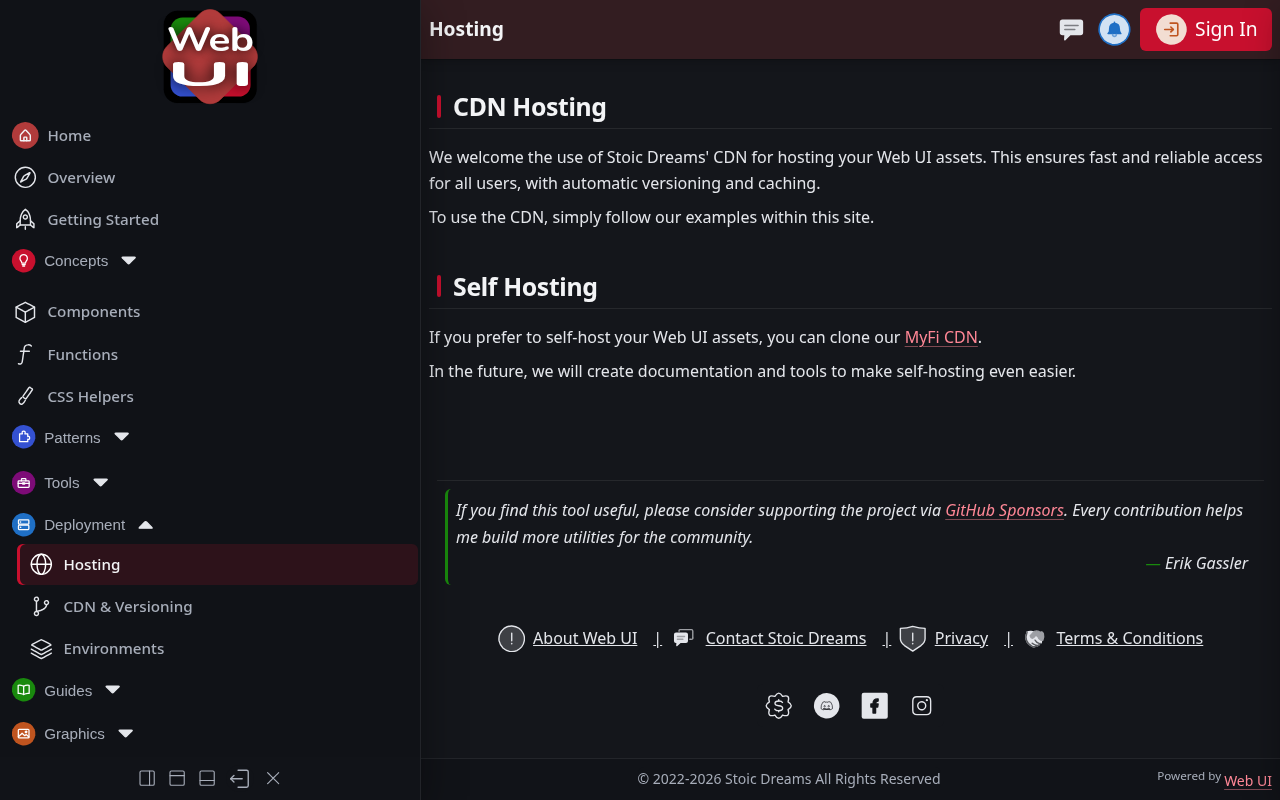 Web
UI
Home
Overview
Getting Started
Concepts
Components
Functions
CSS Helpers
Patterns
Tools
Deployment
Hosting
CDN & Versioning
Environments
Guides
Graphics
Hosting
Sign In
CDN Hosting
We welcome the use of Stoic Dreams' CDN for hosting your Web UI assets. This ensures fast and reliable access
for all users, with automatic versioning and caching.
To use the CDN, simply follow our examples within this site.
Self Hosting
If you prefer to self-host your Web UI assets, you can clone our MyFi CDN.
In the future, we will create documentation and tools to make self-hosting even easier.
If you find this tool useful, please consider supporting the project via GitHub Sponsors. Every contribution helps
me build more utilities for the community.
— Erik Gassler
About Web UI | Contact Stoic Dreams | Privacy | Terms & Conditions
© 2022-2026 Stoic Dreams All Rights Reserved
Powered by Web UI